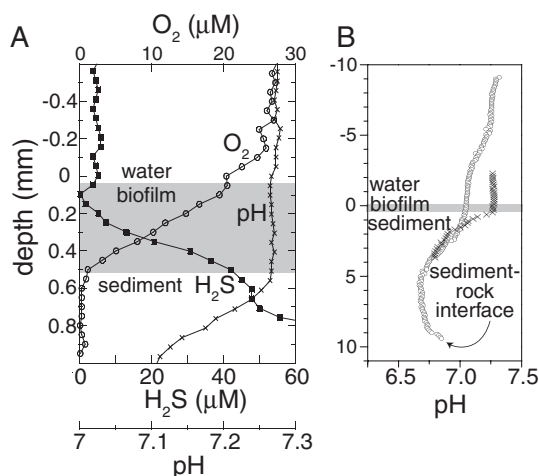 A
O₂ (μM)
0 10 20 30
-0.4
-0.2
0
0.2
0.4
0.6
0.8
depth (mm)
O₂
water
biofilm
pH
sediment
H₂S
0 20 40 60
H₂S (μM)
7 7.1 7.2 7.3
pH
B
-10
-5
0
5
10
water
biofilm
sediment
sediment-
rock
interface
6.5 7.0 7.5
pH